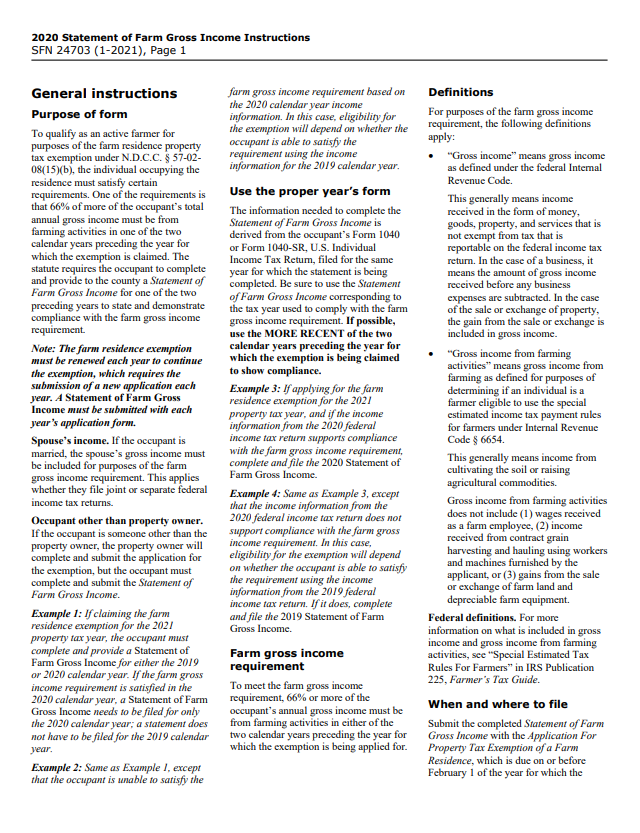 2020 Statement of Farm Gross Income Instructions
SFN 24703 (1-2021), Page 1
General instructions
Purpose of form
To qualify as an active farmer for
purposes of the farm residence property
tax exemption under N.D.C.C. § 57-02-
08(15)(b), the individual occupying the
residence must satisfy certain
requirements. One of the requirements is
that 66% of more of the occupant's total
annual gross income must be from
farming activities in one of the two
calendar years preceding the year for
which the exemption is claimed. The
statute requires the occupant to complete
and provide to the county a Statement of
Farm Gross Income for one of the two
preceding years to state and demonstrate
compliance with the farm gross income
requirement.
Note: The farm residence exemption
must be renewed each year to continue
the exemption, which requires the
submission of a new application each
year. A Statement of Farm Gross
Income must be submitted with each
year's application form.
Spouse's income. If the occupant is
married, the spouse's gross income must
be included for purposes of the farm
gross income requirement. This applies
whether they file joint or separate federal
income tax returns.
Occupant other than property owner.
If the occupant is someone other than the
property owner, the property owner will
complete and submit the application for
the exemption, but the occupant must
complete and submit the Statement of
Farm Gross Income.
Example 1: If claiming the farm
residence exemption for the 2021
property tax year, the occupant must
complete and provide a Statement of
Farm Gross Income for either the 2019
or 2020 calendar year. If the farm gross
income requirement is satisfied in the
2020 calendar year, a Statement of Farm
Gross Income needs to be filed for only
the 2020 calendar year; a statement does
not have to be filed for the 2019 calendar
year.
Example 2: Same as Example 1, except
that the occupant is unable to satisfy the
farm gross income requirement based on
the 2020 calendar year income
information. In this case, eligibility for
the exemption will depend on whether the
occupant is able to satisfy the
requirement using the income
information for the 2019 calendar year.
Use the proper year's form
The information needed to complete the
Statement of Farm Gross Income is
derived from the occupant's Form 1040
or Form 1040-SR, U.S. Individual
Income Tax Return, filed for the same
year for which the statement is being
completed. Be sure to use the Statement
of Farm Gross Income corresponding to
the tax year used to comply with the farm
gross income requirement. If possible,
use the MORE RECENT of the two
calendar years preceding the year for
which the exemption is being claimed
to show compliance.
Example 3: If applying for the farm
residence exemption for the 2021
property tax year, and if the income
information from the 2020 federal
income tax return supports compliance
with the farm gross income requirement,
complete and file the 2020 Statement of
Farm Gross Income.
Example 4: Same as Example 3, except
that the income information from the
2020 federal income tax return does not
support compliance with the farm gross
income requirement. In this case,
eligibility for the exemption will depend
on whether the occupant is able to satisfy
the requirement using the income
information from the 2019 federal
income tax return. If it does, complete
and file the 2019 Statement of Farm
Gross Income.
Farm gross income
requirement
To meet the farm gross income
requirement, 66% or more of the
occupant's annual gross income must be
from farming activities in either of the
two calendar years preceding the year for
which the exemption is being applied for.
Definitions
For purposes of the farm gross income
requirement, the following definitions
apply:
• "Gross income" means gross income
as defined under the federal Internal
Revenue Code.
This generally means income
received in the form of money,
goods, property, and services that is
not exempt from tax that is
reportable on the federal income tax
return. In the case of a business, it
means the amount of gross income
received before any business
expenses are subtracted. In the case
of the sale or exchange of property,
the gain from the sale or exchange is
included in gross income.
• "Gross income from farming
activities" means gross income from
farming as defined for purposes of
determining if an individual is a
farmer eligible to use the special
estimated income tax payment rules
for farmers under Internal Revenue
Code § 6654.
This generally means income from
cultivating the soil or raising
agricultural commodities.
Gross income from farming activities
does not include (1) wages received
as a farm employee, (2) income
received from contract grain
harvesting and hauling using workers
and machines furnished by the
applicant, or (3) gains from the sale
or exchange of farm land and
depreciable farm equipment.
Federal definitions. For more
information on what is included in gross
income and gross income from farming
activities, see "Special Estimated Tax
Rules For Farmers" in IRS Publication
225, Farmer's Tax Guide.
When and where to file
Submit the completed Statement of Farm
Gross Income with the Application For
Property Tax Exemption of a Farm
Residence, which is due on or before
February 1 of the year for which the